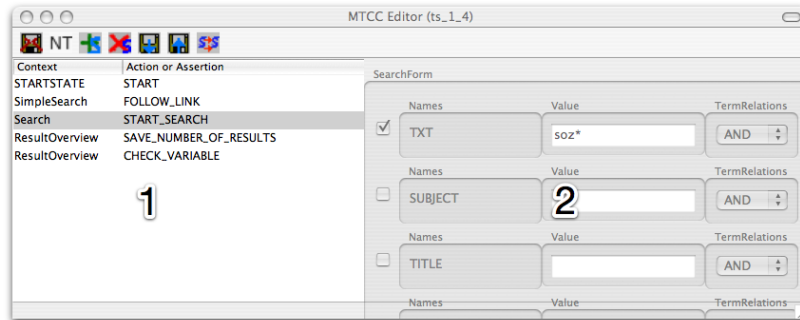 MTCC Editor (ts_1_4)
NT
Context Action or Assertion
STARTSTATE START
SimpleSearch FOLLOW_LINK
Search START_SEARCH
ResultOverview SAVE_NUMBER_OF_RESULTS
ResultOverview CHECK_VARIABLE
1
SearchForm
Names Value TermRelations
TXT soz* AND
Names Value TermRelations
SUBJECT 2 AND
Names Value TermRelations
TITLE AND
Names Value TermRelations